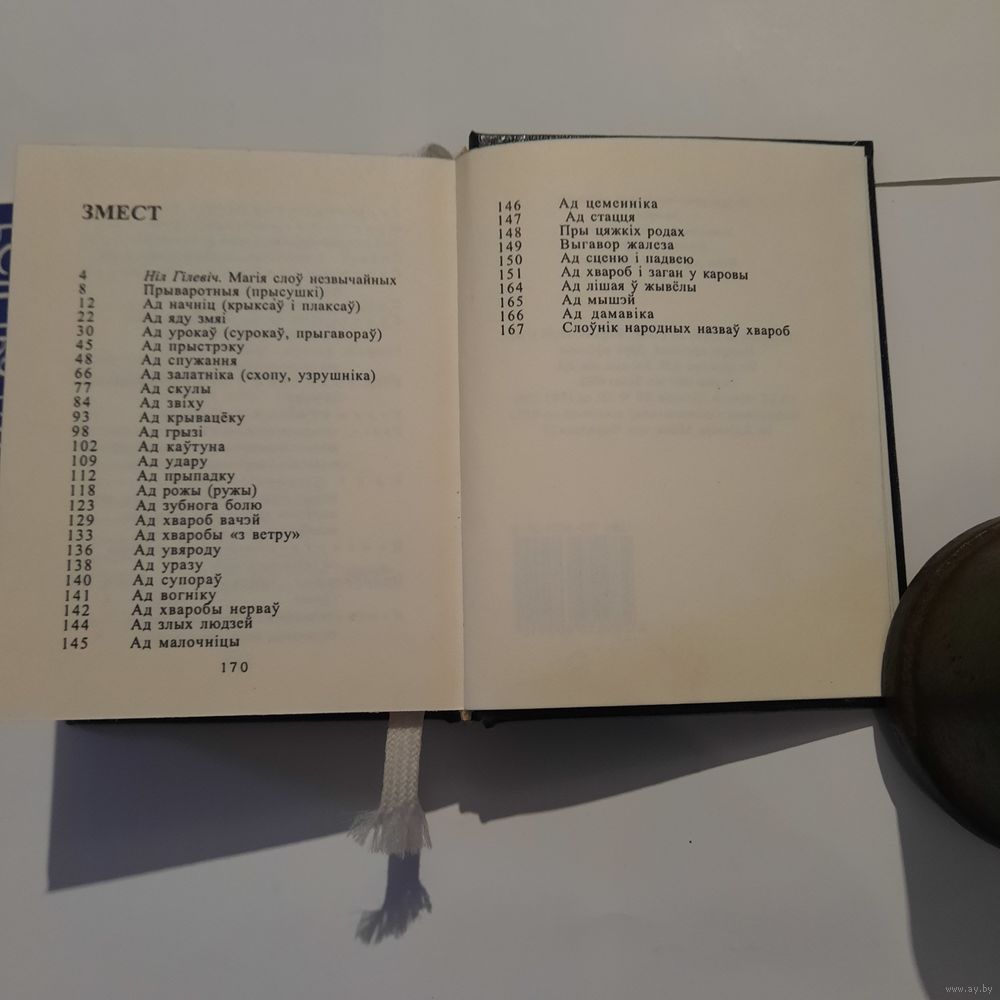 ЗМЕСТ
4 Ніл Гілевіч. Магія слоў незвычайных
8 Прываротныя (прысушкі)
12 Ад начніц (крыксаў і плаксаў)
22 Ад яду змяі
30 Ад урокаў (сурокаў, прыгавораў)
45 Ад прыстрэку
48 Ад спужання
66 Ад залатніка (схопу, узрушніка)
77 Ад скулы
84 Ад звіху
93 Ад крывацёку
98 Ад грызі
102 Ад каўтуна
109 Ад удару
112 Ад прыпадку
118 Ад рожы (ружы)
123 Ад зубнога болю
129 Ад хвароб вачэй
133 Ад хваробы «з ветру»
136 Ад увяроду
138 Ад уразу
140 Ад супораў
141 Ад вогніку
142 Ад хваробы нерваў
144 Ад злых людзей
145 Ад малочніцы
170
146 Ад цеменніка
147 Ад стацця
148 Пры цяжкіх родах
149 Выгавор жалеза
150 Ад сценю і падвею
151 Ад хвароб і заган у каровы
164 Ад лішая ў жывёлы
165 Ад мышэй
166 Ад дамавіка
167 Слоўнік народных назваў хвароб
www.ay.by